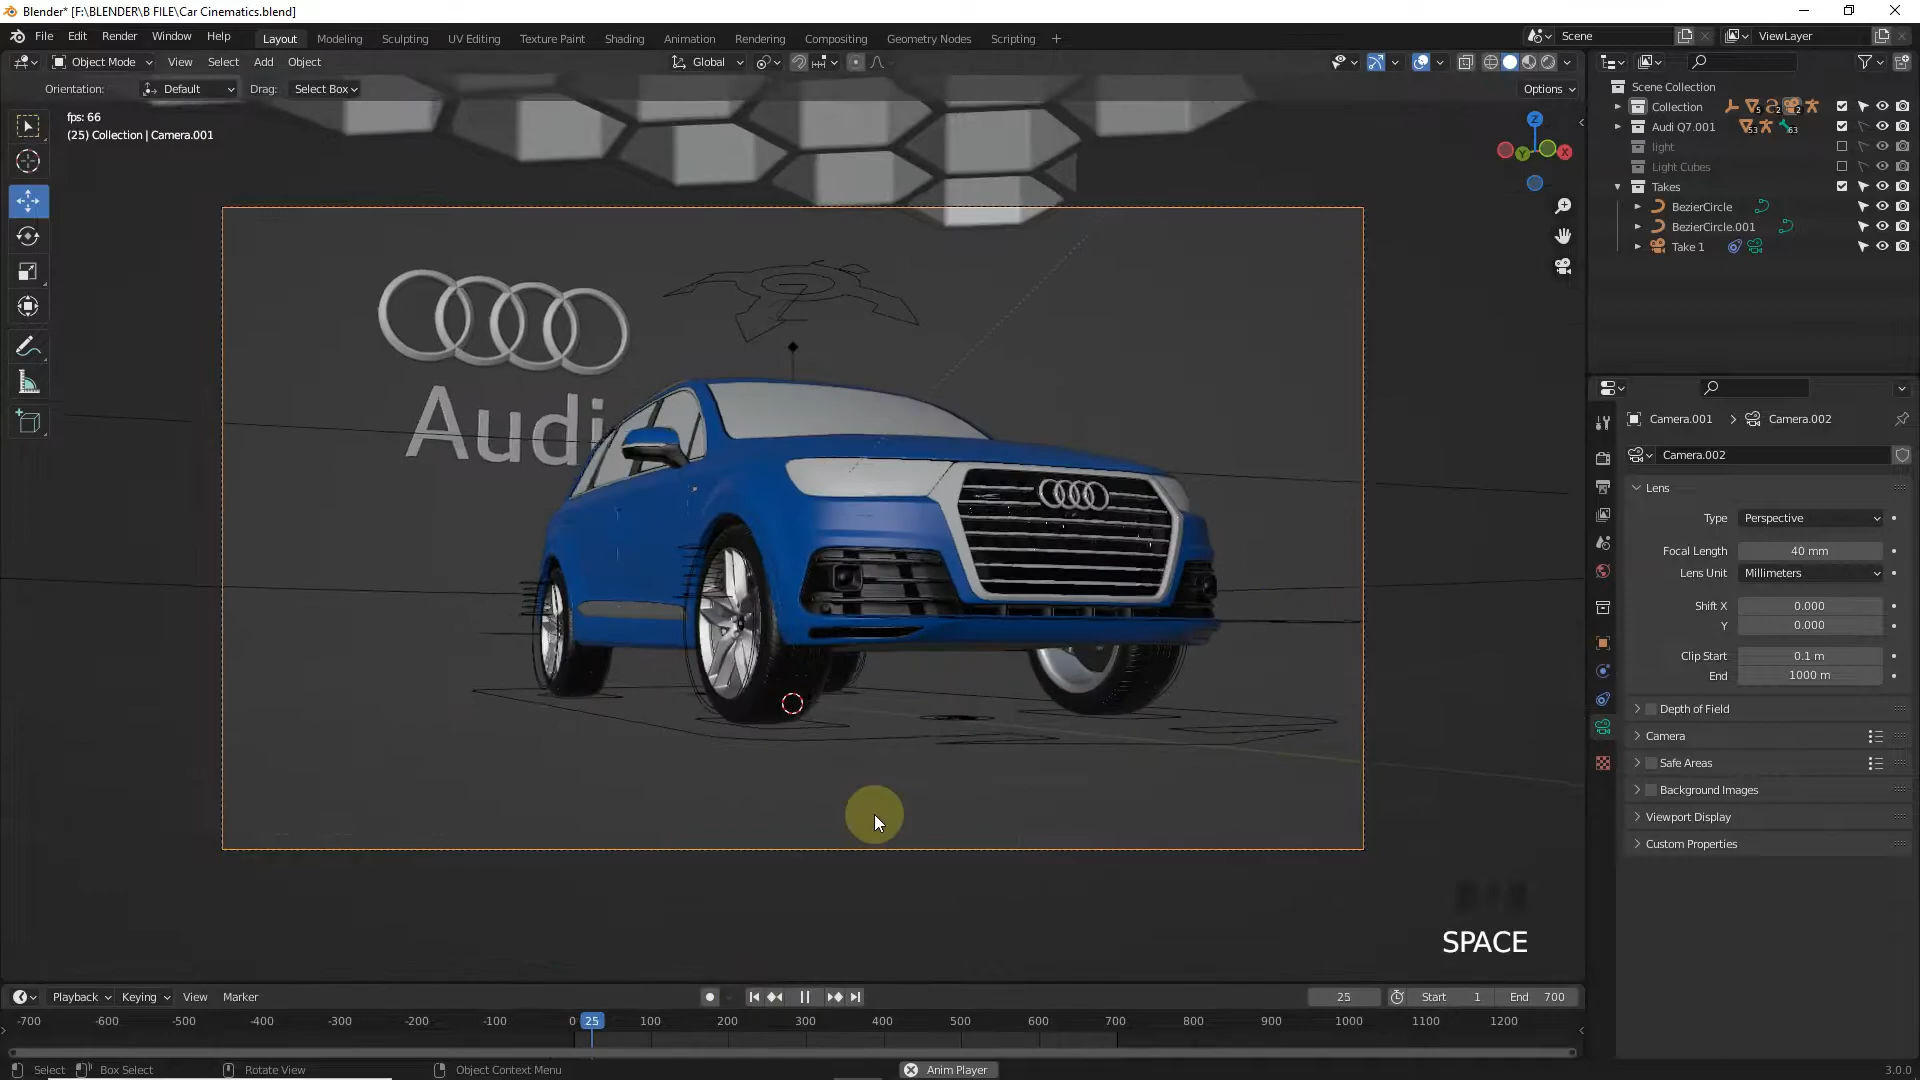 Blender* [F:\BLENDER\B FILE\Car Cinematics.blend]
File Edit Render Window Help
Layout Modeling Sculpting UV Editing Texture Paint Shading Animation Rendering Compositing Geometry Nodes Scripting +
Scene ViewLayer
Object Mode View Select Add Object
Global
Orientation: Default Drag: Select Box
Options
fps: 66
(25) Collection | Camera.001
Z
Y
X
Scene Collection
Collection 5 2 2
Audi Q7.001 53 63
light
Light Cubes
Takes
BezierCircle
BezierCircle.001
Take 1
Audi
Camera.001 > Camera.002
Camera.002
Lens
Type Perspective
Focal Length 40 mm
Lens Unit Millimeters
Shift X 0.000
Y 0.000
Clip Start 0.1 m
End 1000 m
Depth of Field
Camera
Safe Areas
Background Images
Viewport Display
Custom Properties
SPACE
Playback Keying View Marker
25 Start 1 End 700
-700 -600 -500 -400 -300 -200 -100 0 25 100 200 300 400 500 600 700 800 900 1000 1100 1200
Select Box Select Rotate View Object Context Menu Anim Player 3.0.0